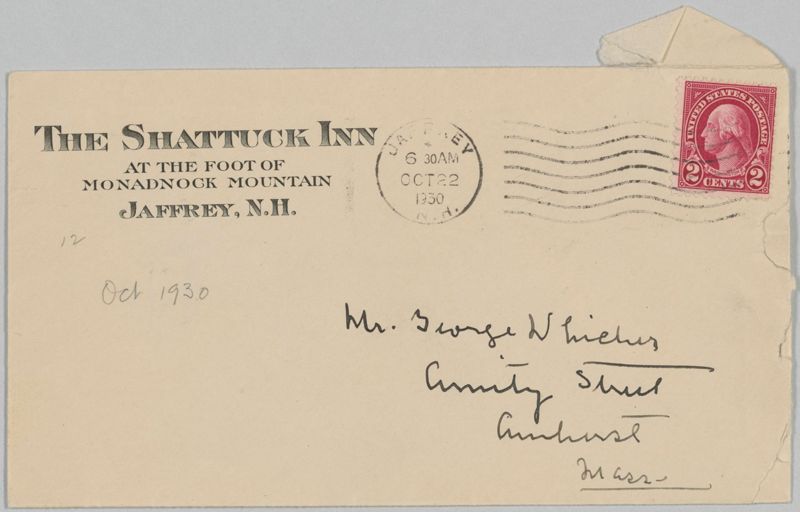 THE SHATTUCK INN
AT THE FOOT OF
MONADNOCK MOUNTAIN
JAFFREY, N.H.
JAFFREY
6 30AM
OCT 22
1930
N.H.
UNITED STATES POSTAGE
2 CENTS 2
12
Oct 1930
Mr. George Whicher
Amity Street
Amherst
Mass-